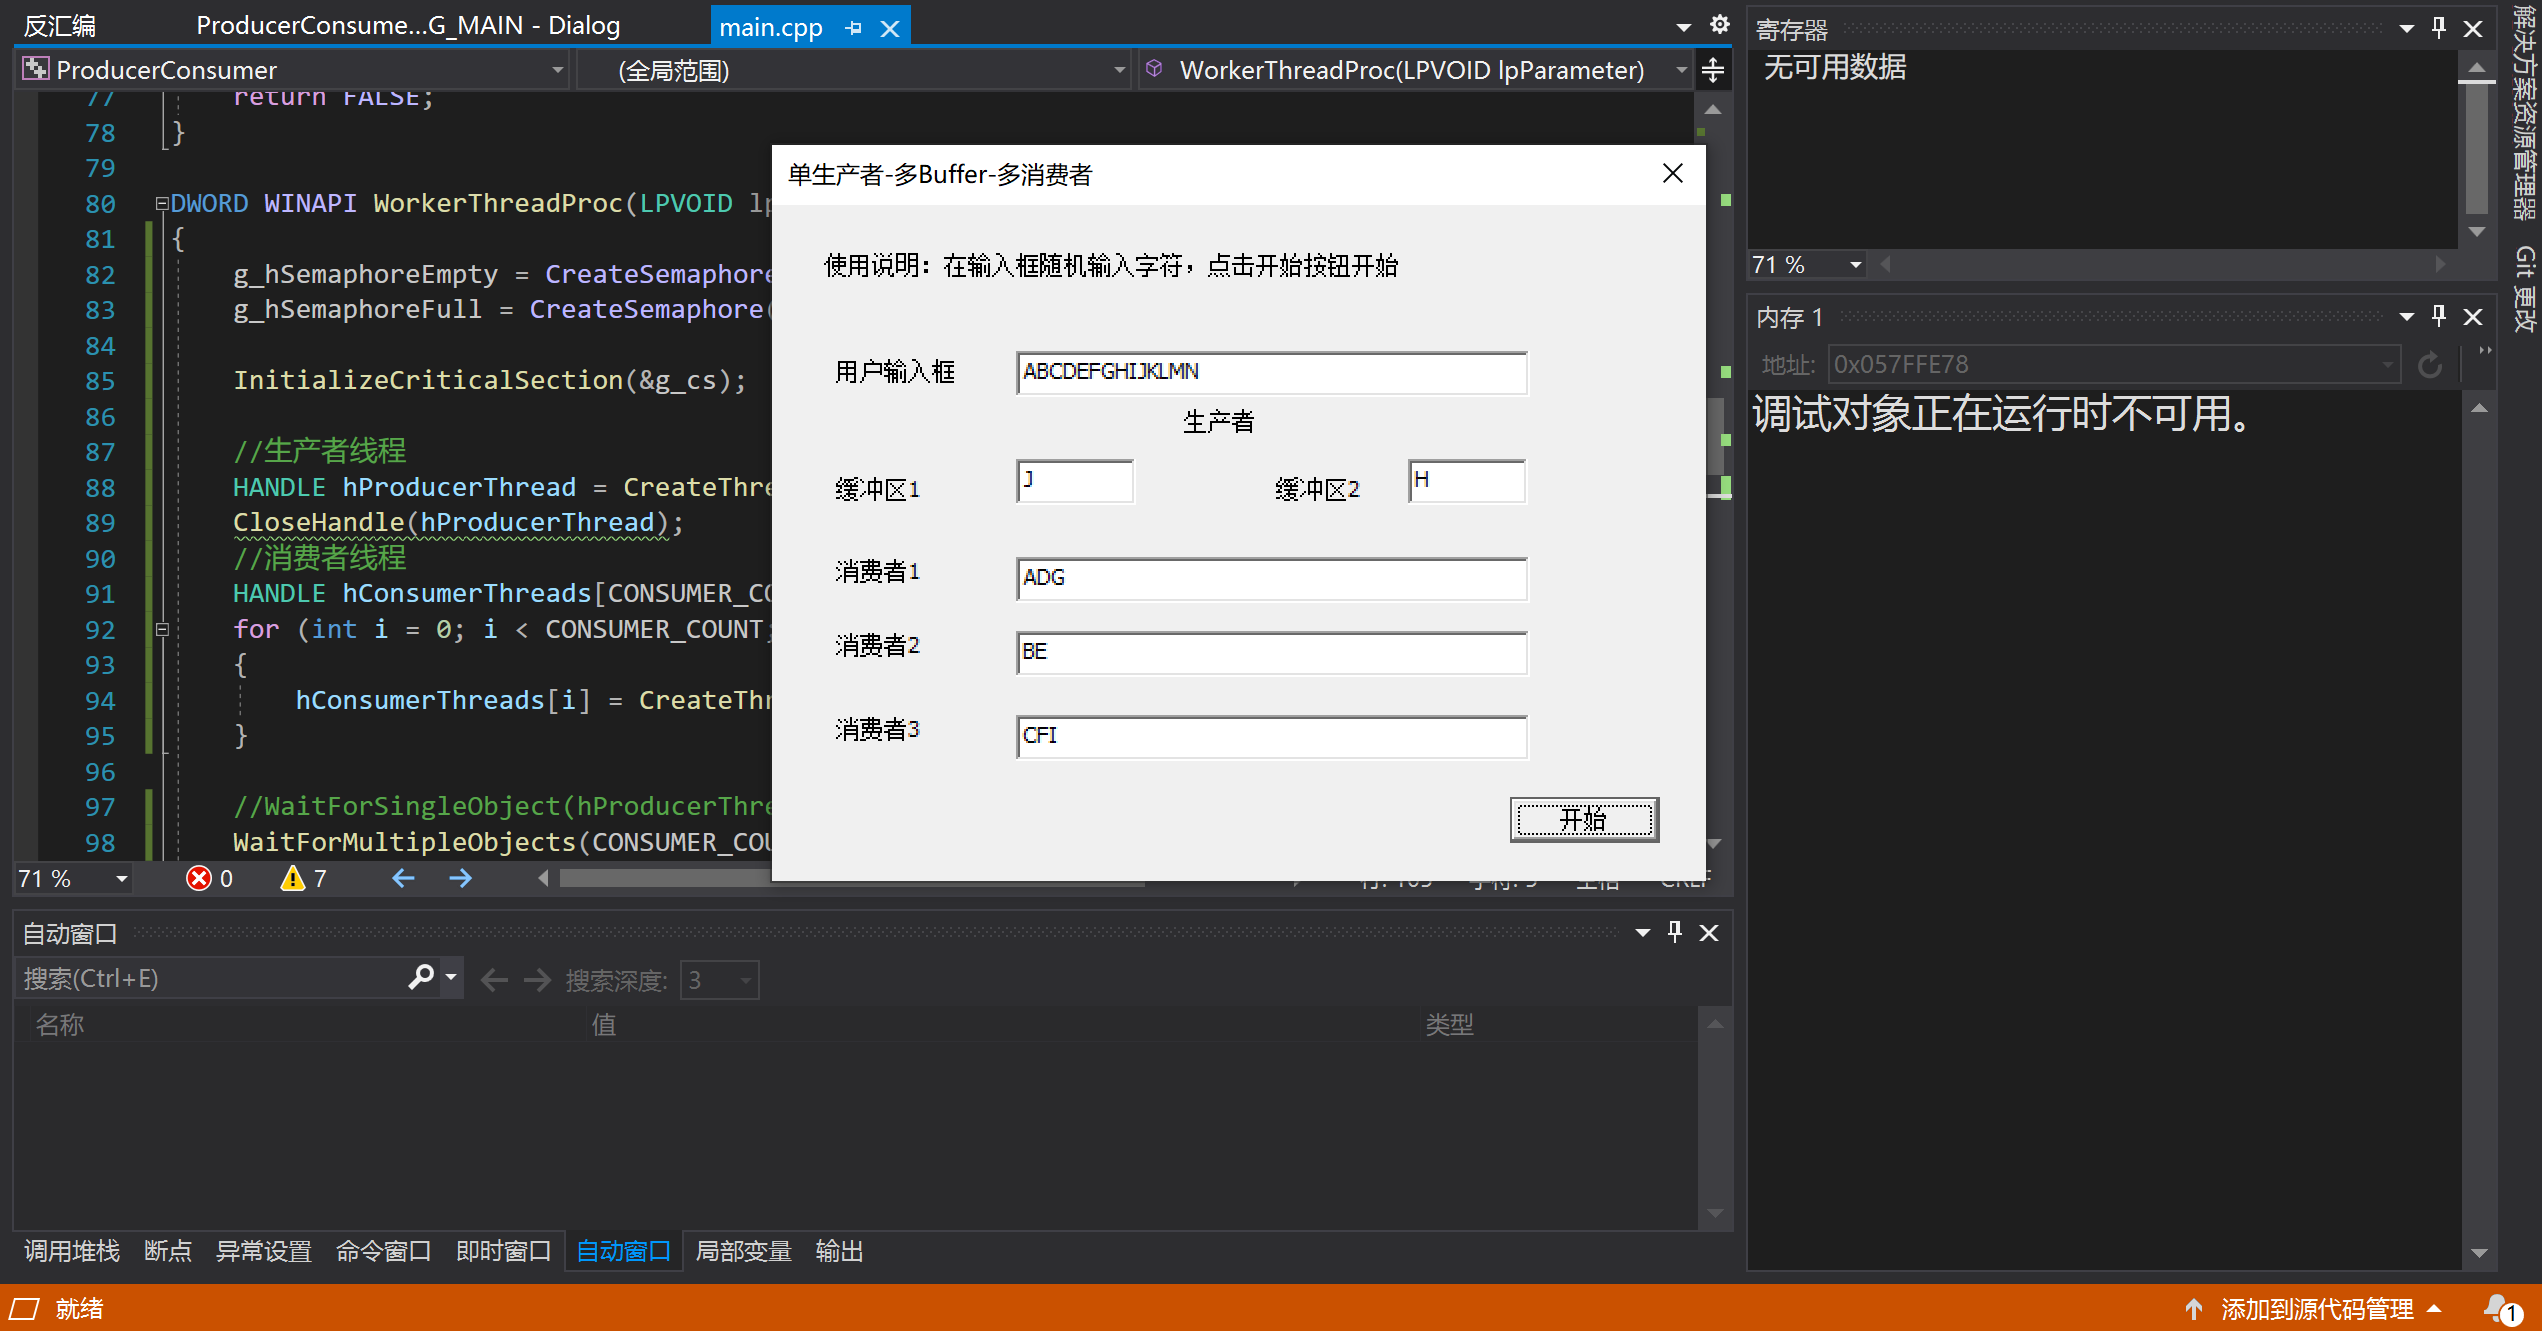 反汇编 ProducerConsume...G_MAIN - Dialog main.cpp
ProducerConsumer (全局范围) WorkerThreadProc(LPVOID lpParameter)
77 return FALSE;
78 }
79
80 DWORD WINAPI WorkerThreadProc(LPVOID lp
81 {
82 g_hSemaphoreEmpty = CreateSemaphore
83 g_hSemaphoreFull = CreateSemaphore(
84
85 InitializeCriticalSection(&g_cs);
86
87 //生产者线程
88 HANDLE hProducerThread = CreateThre
89 CloseHandle(hProducerThread);
90 //消费者线程
91 HANDLE hConsumerThreads[CONSUMER_CO
92 for (int i = 0; i < CONSUMER_COUNT;
93 {
94 hConsumerThreads[i] = CreateThr
95 }
96
97 //WaitForSingleObject(hProducerThre
98 WaitForMultipleObjects(CONSUMER_COU
71 % 0 7
单生产者-多Buffer-多消费者
使用说明：在输入框随机输入字符，点击开始按钮开始
用户输入框 ABCDEFGHIJKLMN
生产者
缓冲区1 J 缓冲区2 H
消费者1 ADG
消费者2 BE
消费者3 CFI
开始
寄存器
无可用数据
71 %
内存 1
地址: 0x057FFE78
调试对象正在运行时不可用。
解决方案资源管理器
Git 更改
自动窗口
搜索(Ctrl+E) 搜索深度: 3
名称 值 类型
调用堆栈 断点 异常设置 命令窗口 即时窗口 自动窗口 局部变量 输出
就绪 添加到源代码管理 1